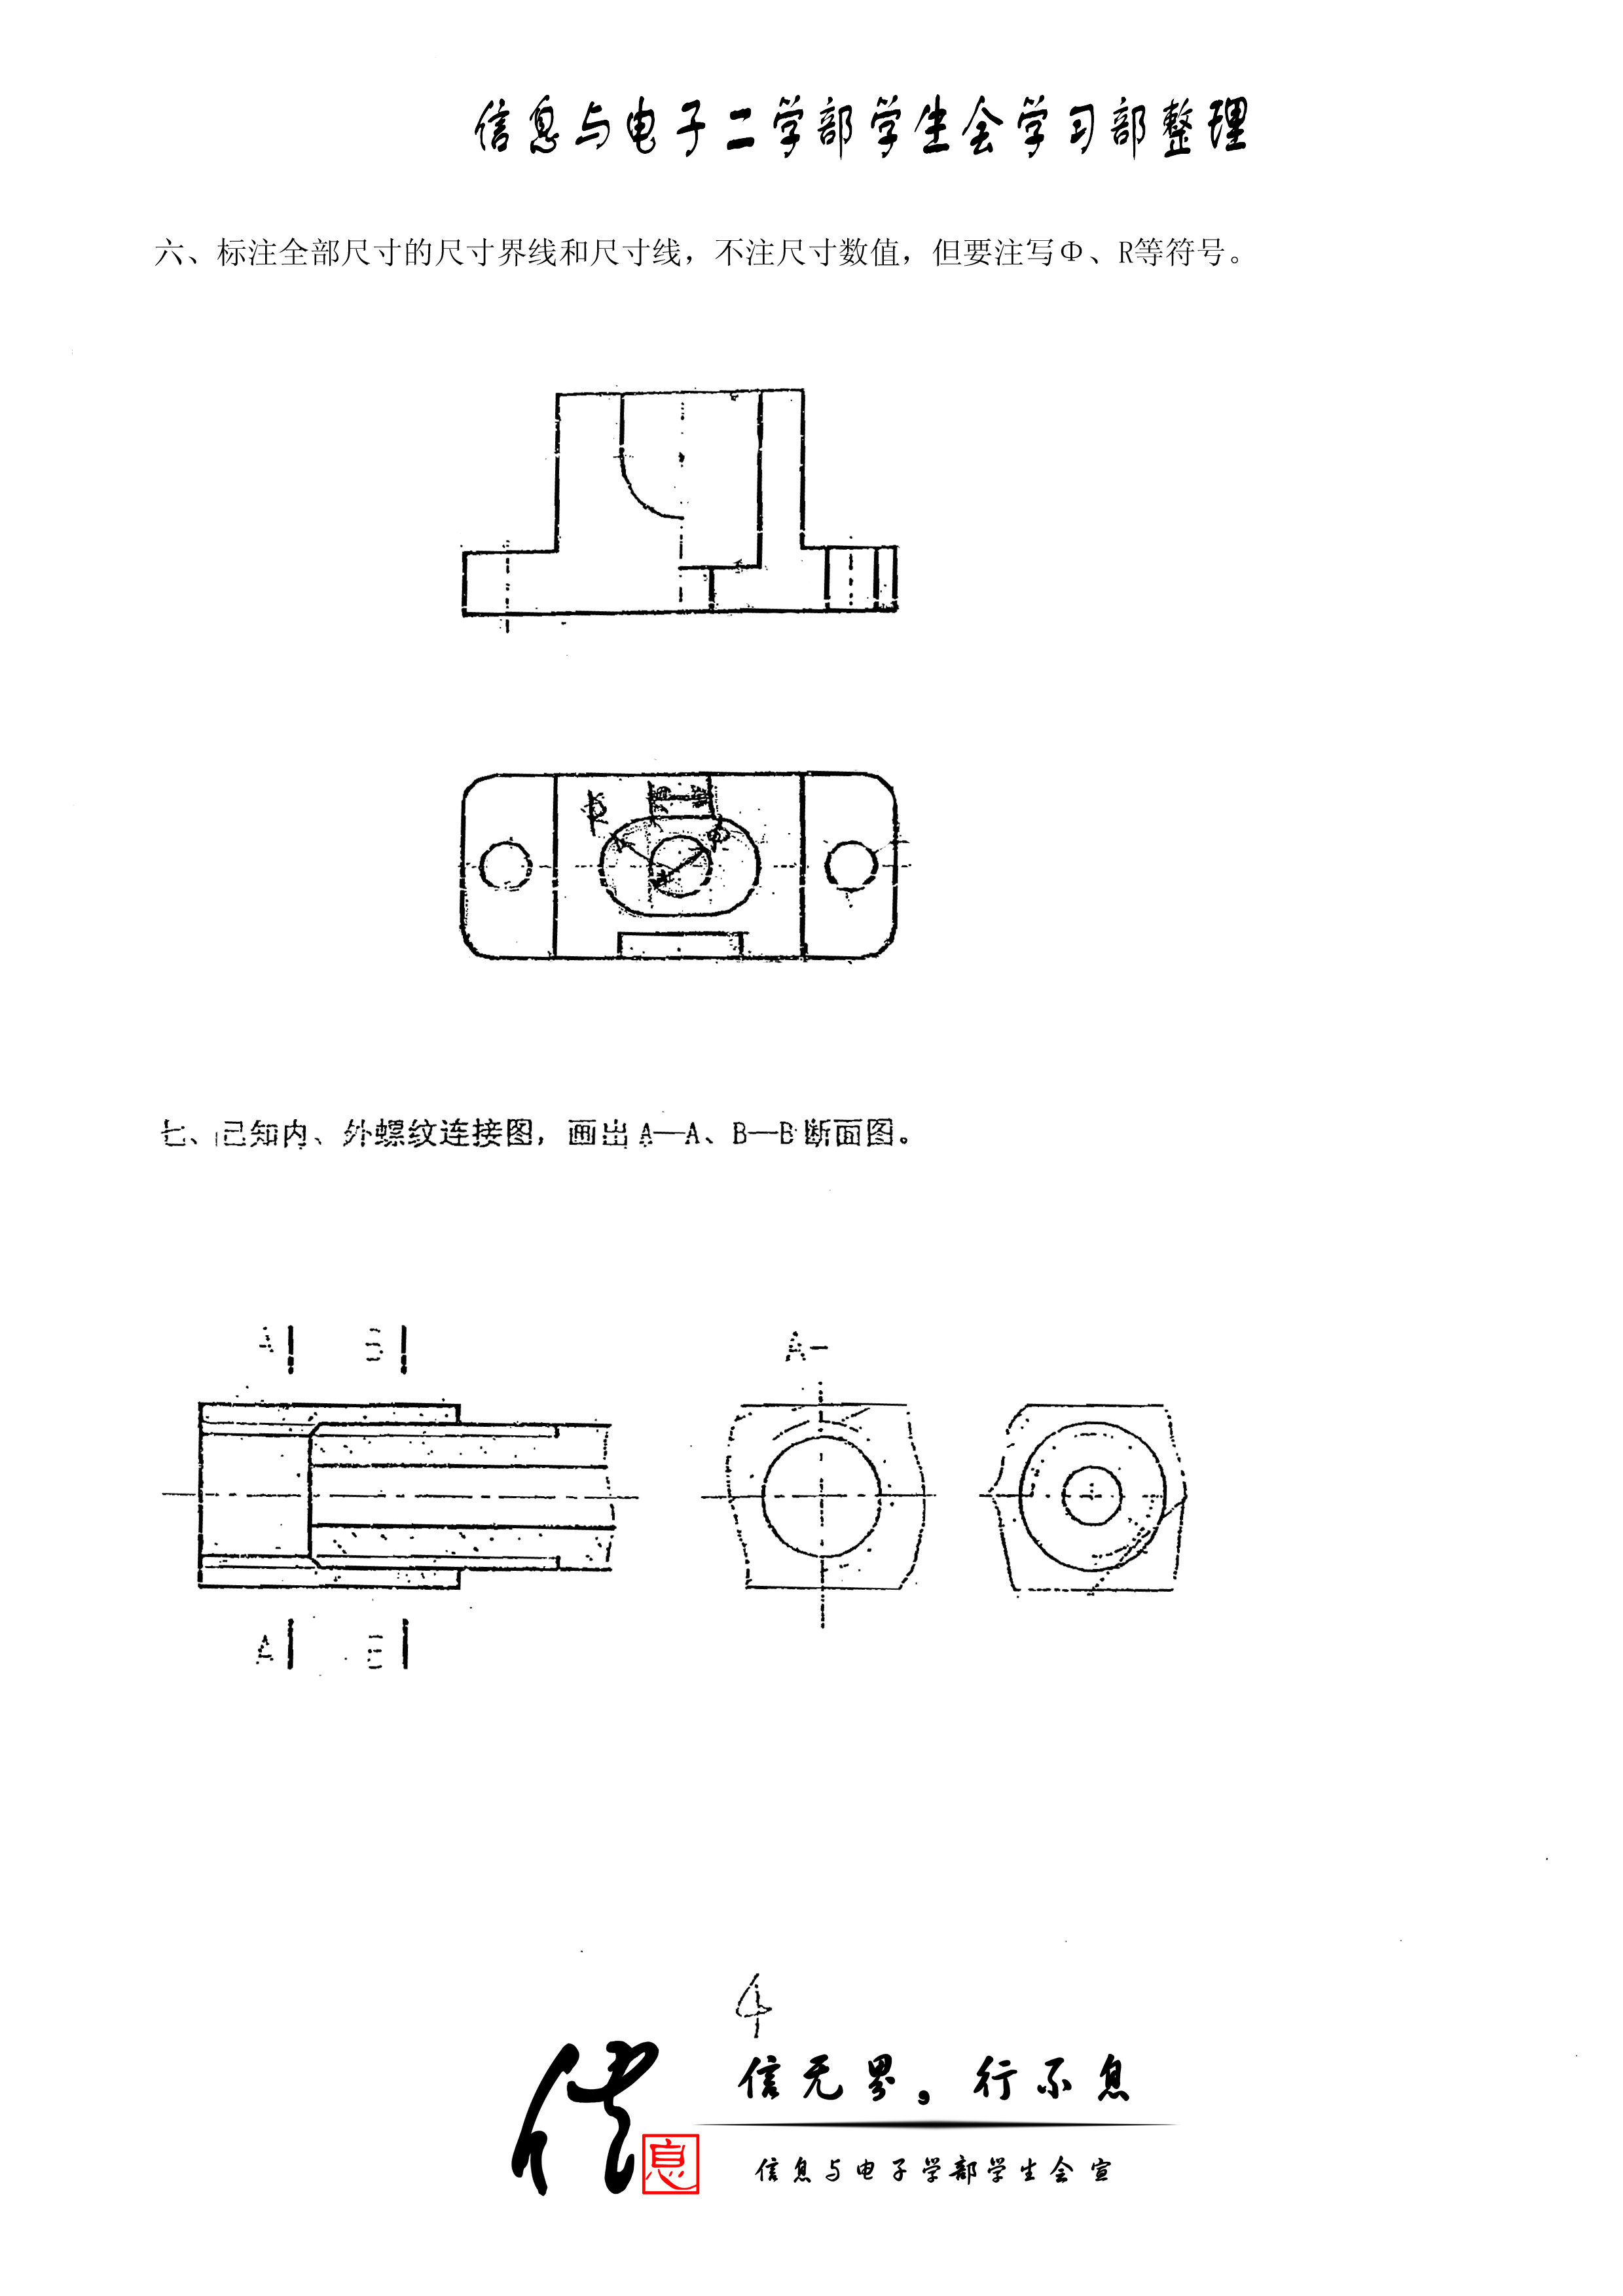 信息与电子二学部学生会学习部整理
六、标注全部尺寸的尺寸界线和尺寸线，不注尺寸数值，但要注写Φ、R等符号。
R
Φ
七、已知内、外螺纹连接图，画出 A—A、B—B 断面图。
A B
A-
A
4
信无界。行不息
息
信息与电子学部学生会宣